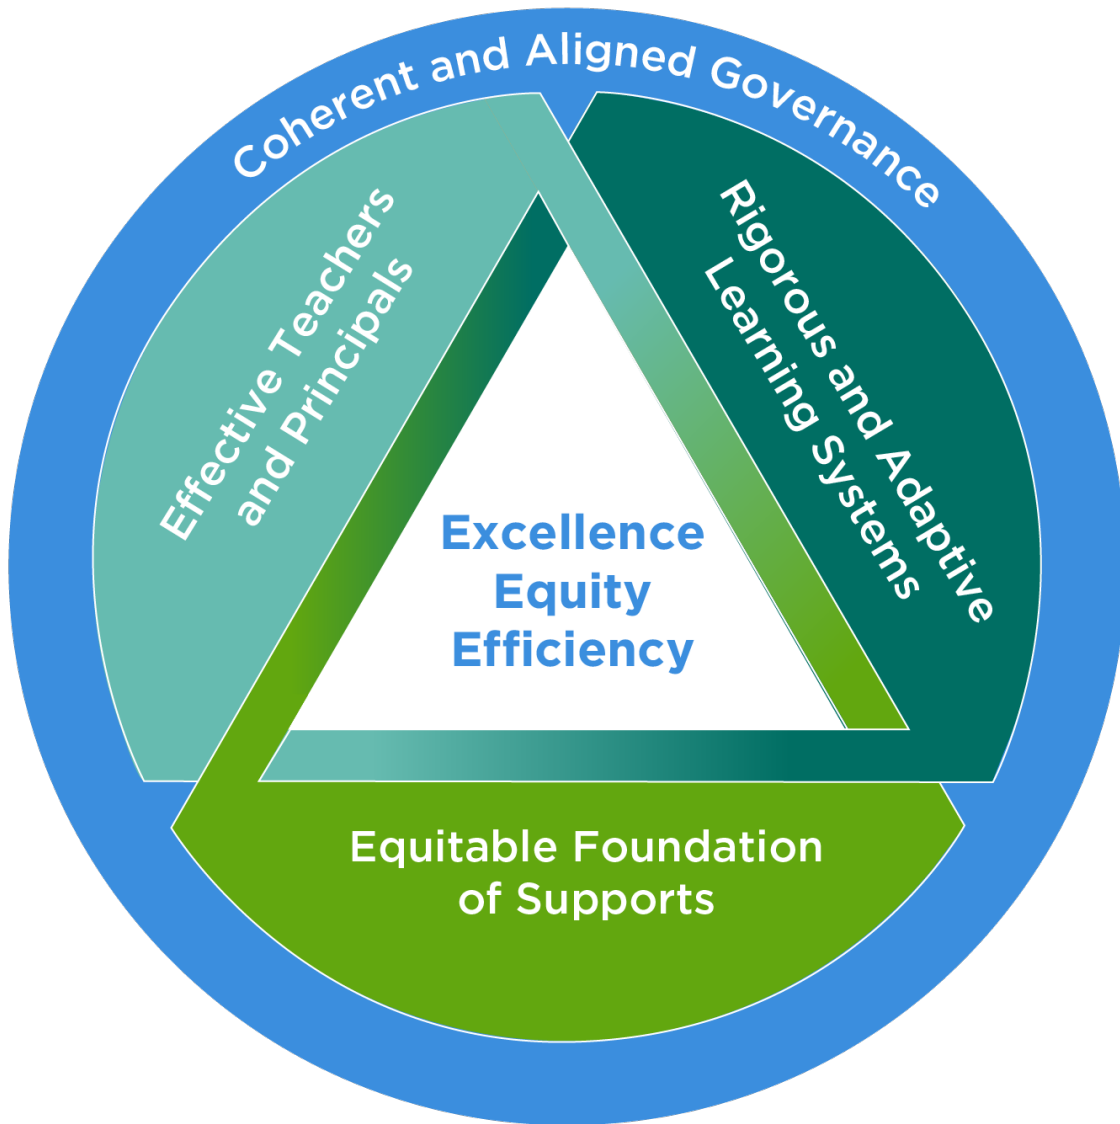 Coherent and Aligned Governance
Effective Teachers
and Principals
Rigorous and Adaptive
Learning Systems
Excellence
Equity
Efficiency
Equitable Foundation
of Supports